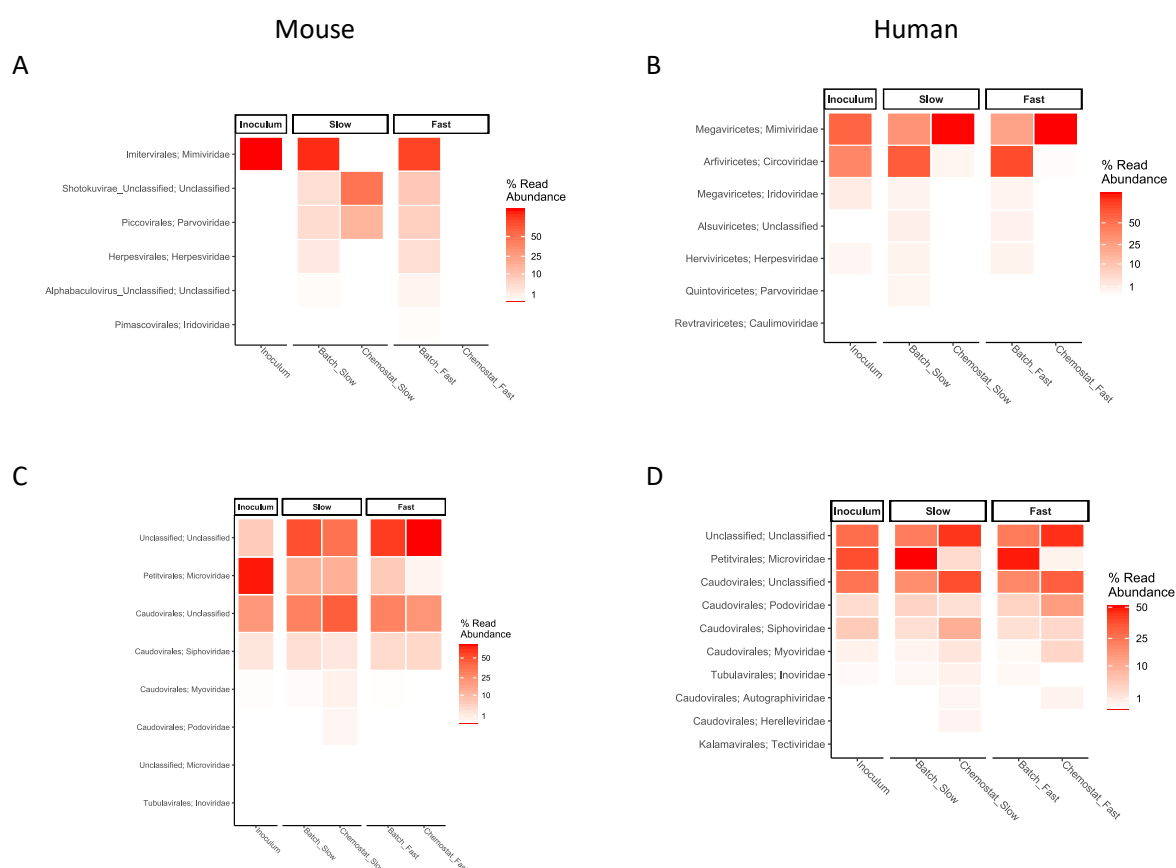 Mouse
Human
A
B
Inoculum
Slow
Fast
Imitervirales; Mimiviridae
Shotokuvirae_Unclassified; Unclassified
Piccovirales; Parvoviridae
Herpesvirales; Herpesviridae
Alphabaculovirus_Unclassified; Unclassified
Pimascovirales; Iridoviridae
Inoculum
Batch_Slow
Chemostat_Slow
Batch_Fast
Chemostat_Fast
% Read
Abundance
50
25
10
1
Inoculum
Slow
Fast
Megaviricetes; Mimiviridae
Arfiviricetes; Circoviridae
Megaviricetes; Iridoviridae
Alsuviricetes; Unclassified
Herviviricetes; Herpesviridae
Quintoviricetes; Parvoviridae
Revtraviricetes; Caulimoviridae
Inoculum
Batch_Slow
Chemostat_Slow
Batch_Fast
Chemostat_Fast
% Read
Abundance
50
25
10
1
C
D
Inoculum
Slow
Fast
Unclassified; Unclassified
Petitvirales; Microviridae
Caudovirales; Unclassified
Caudovirales; Siphoviridae
Caudovirales; Myoviridae
Caudovirales; Podoviridae
Unclassified; Microviridae
Tubulavirales; Inoviridae
Inoculum
Batch_Slow
Chemostat_Slow
Batch_Fast
Chemostat_Fast
% Read
Abundance
50
25
10
1
Inoculum
Slow
Fast
Unclassified; Unclassified
Petitvirales; Microviridae
Caudovirales; Unclassified
Caudovirales; Podoviridae
Caudovirales; Siphoviridae
Caudovirales; Myoviridae
Tubulavirales; Inoviridae
Caudovirales; Autographiviridae
Caudovirales; Herelleviridae
Kalamavirales; Tectiviridae
Inoculum
Batch_Slow
Chemostat_Slow
Batch_Fast
Chemostat_Fast
% Read
Abundance
50
25
10
1